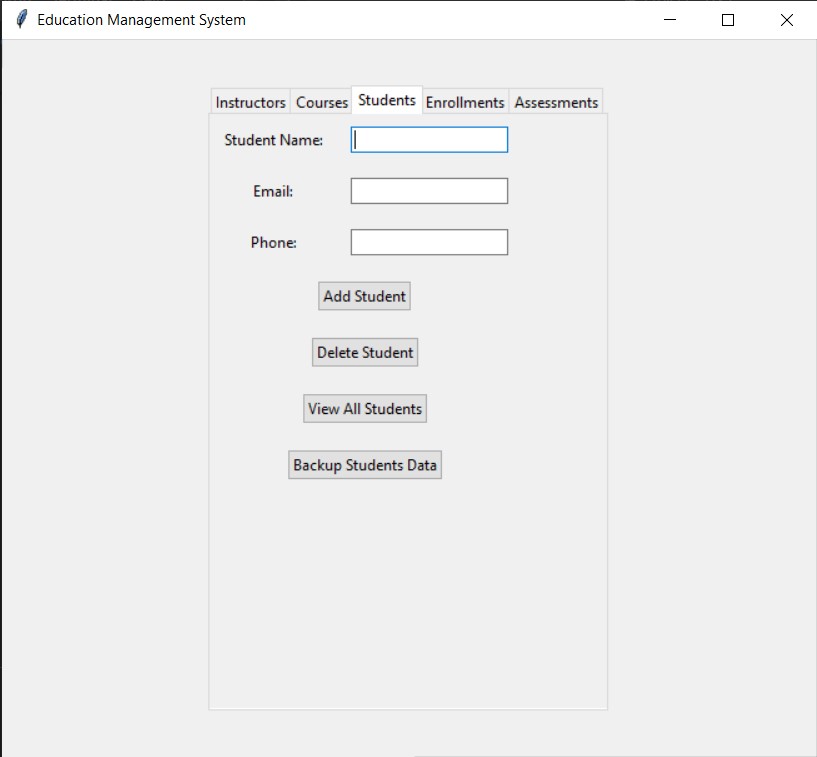 Education Management System
Instructors Courses Students Enrollments Assessments
Student Name:
Email:
Phone:
Add Student
Delete Student
View All Students
Backup Students Data